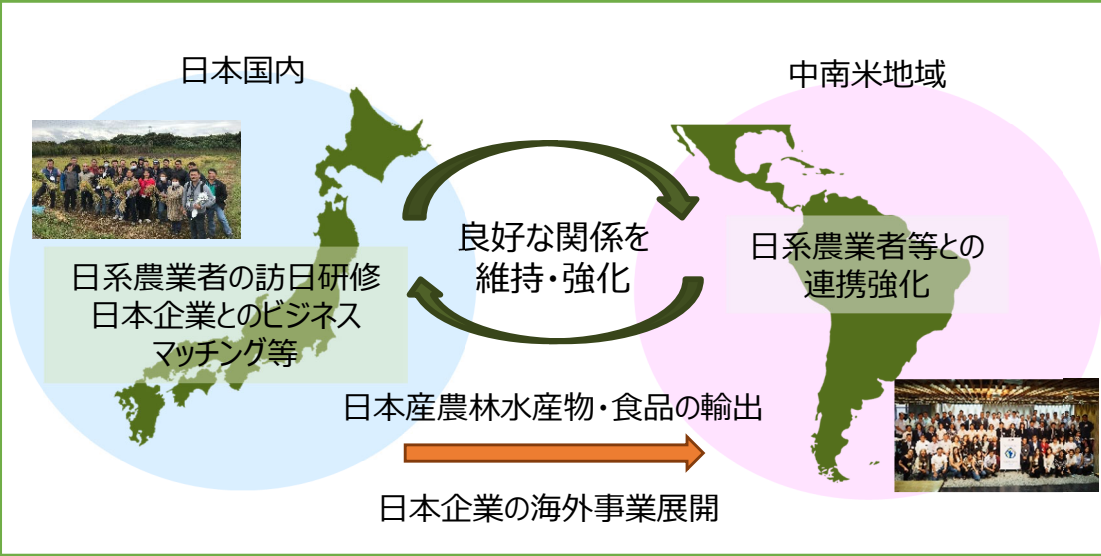 日本国内
中南米地域
良好な関係を
維持・強化
日系農業者の訪日研修
日本企業とのビジネス
マッチング等
日系農業者等との
連携強化
日本産農林水産物・食品の輸出
日本企業の海外事業展開